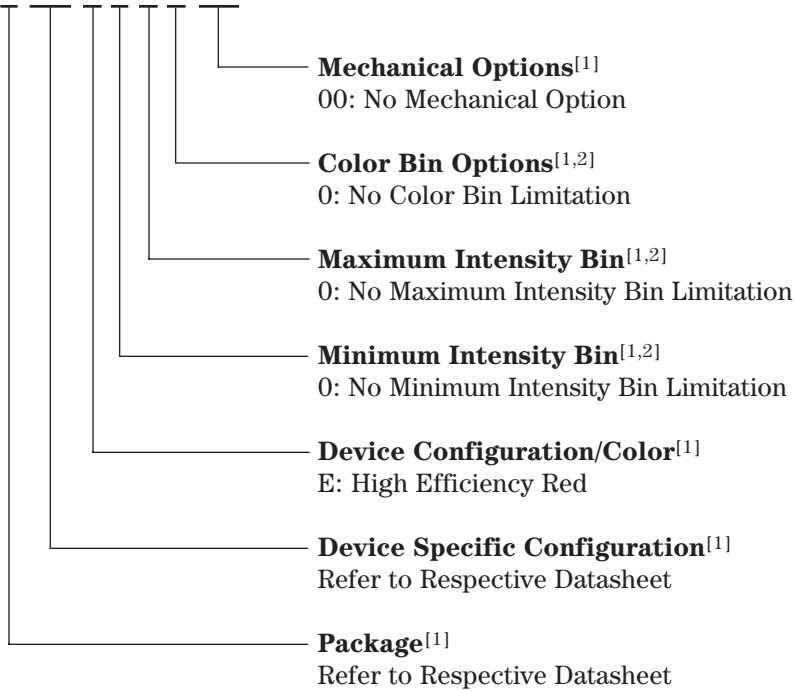 Mechanical Options[1]
00: No Mechanical Option
Color Bin Options[1,2]
0: No Color Bin Limitation
Maximum Intensity Bin[1,2]
0: No Maximum Intensity Bin Limitation
Minimum Intensity Bin[1,2]
0: No Minimum Intensity Bin Limitation
Device Configuration/Color[1]
E: High Efficiency Red
Device Specific Configuration[1]
Refer to Respective Datasheet
Package[1]
Refer to Respective Datasheet